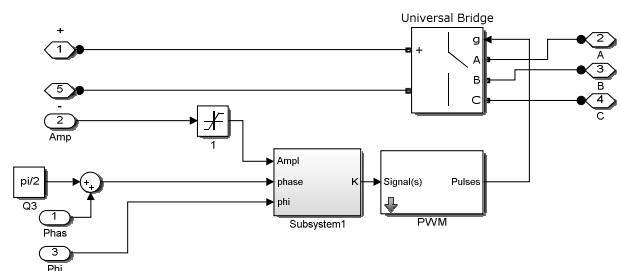 Universal Bridge
+
1
5
-
+
g
A
B
C
2
A
3
B
4
C
2
Amp
1
pi/2
Q3
+
+
1
Phas
3
Phi
Ampl
phase
phi
K
Subsystem1
Signal(s)
Pulses
PWM